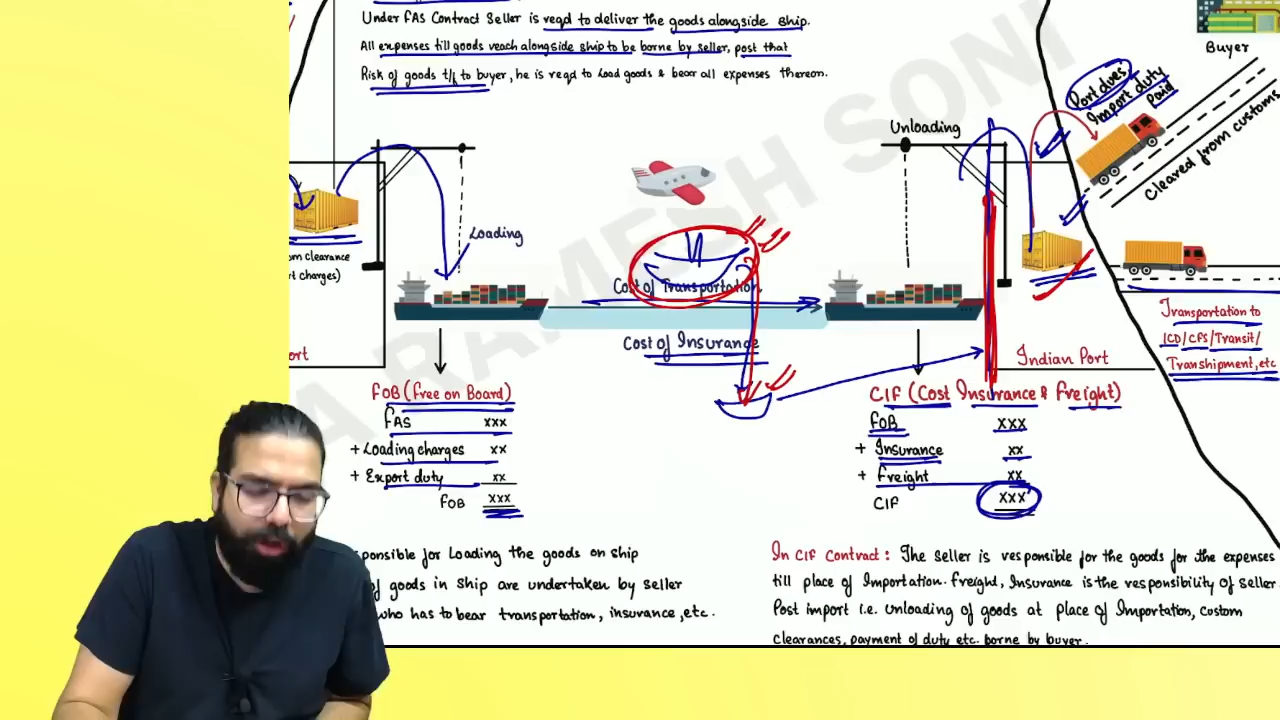 Under FAS Contract Seller is reqd to deliver the goods alongside ship.
All expenses till goods reach alongside ship to be borne by seller, post that
Risk of goods t/f to buyer, he is reqd to Load goods & bear all expenses thereon.
Buyer
Port dues
Import duty
Paid
Cleared from customs
Unloading
Loading
om clearance
rt charges)
Cost of Transportation
Cost of Insurance
ort
Indian Port
Transportation to
ICD/CFS/Transit/
Transhipment, etc
FOB (Free on Board)
FAS xxx
+ Loading charges xx
+ Export duty xx
FOB xxx
CIF (Cost Insurance & Freight)
FOB xxx
+ Insurance xx
+ Freight xx
CIF xxx
ponsible for Loading the goods on ship
of goods in ship are undertaken by seller
who has to bear transportation, insurance, etc.
In CIF Contract: The seller is responsible for the goods for the expenses
till place of Importation. Freight, Insurance is the responsibility of Seller.
Post import i.e. Unloading of goods at place of Importation, custom
clearances, payment of duty etc. borne by buyer.
A RAMESH SONI